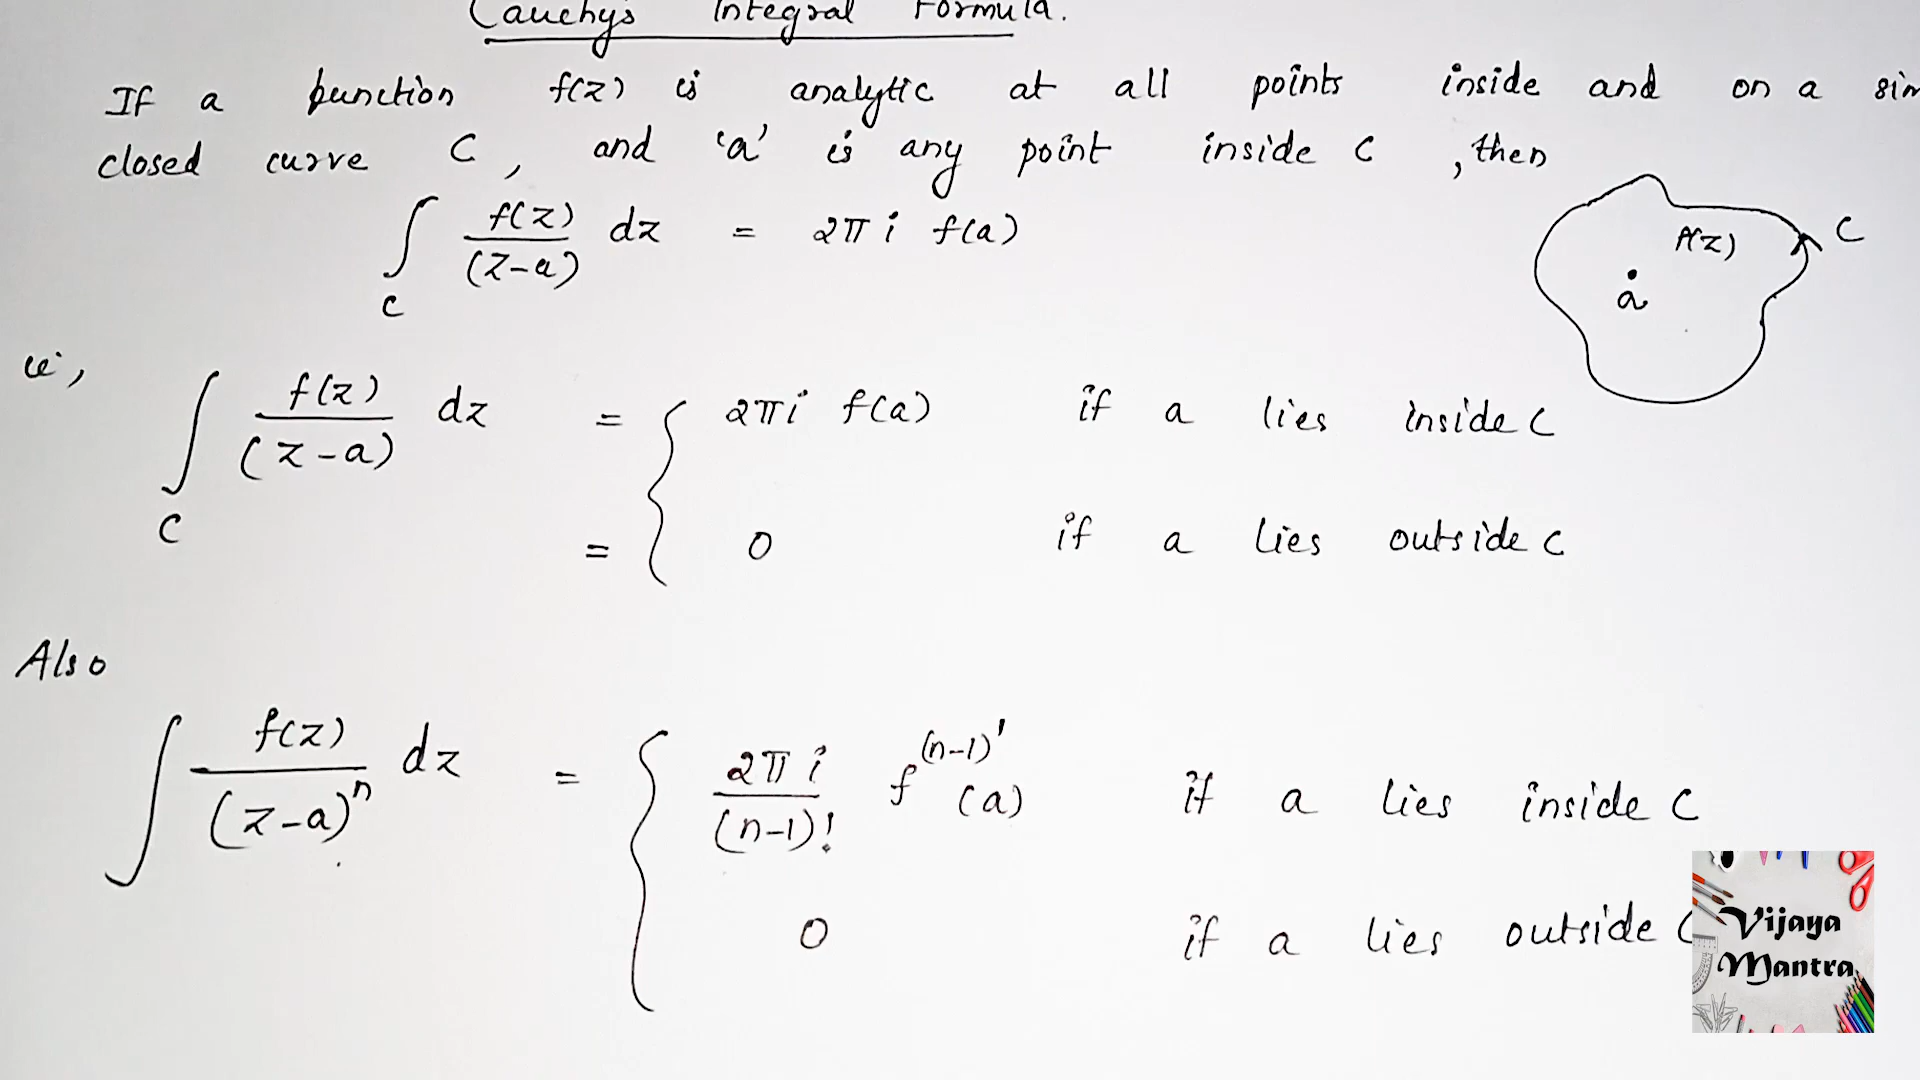 Cauchy's Integral Formula.
If a function f(z) is analytic at all points inside and on a sim
closed curve C, and 'a' is any point inside C, then
∫_C f(z)/(z-a) dz = 2πi f(a)
f(z) C
a
ie,
∫_C f(z)/(z-a) dz = { 2πi f(a) if a lies inside C
= 0 if a lies outside C
Also
∫ f(z)/(z-a)^n dz = { 2πi/(n-1)! f^(n-1)'(a) if a lies inside C
0 if a lies outside C
Vijaya
Mantra